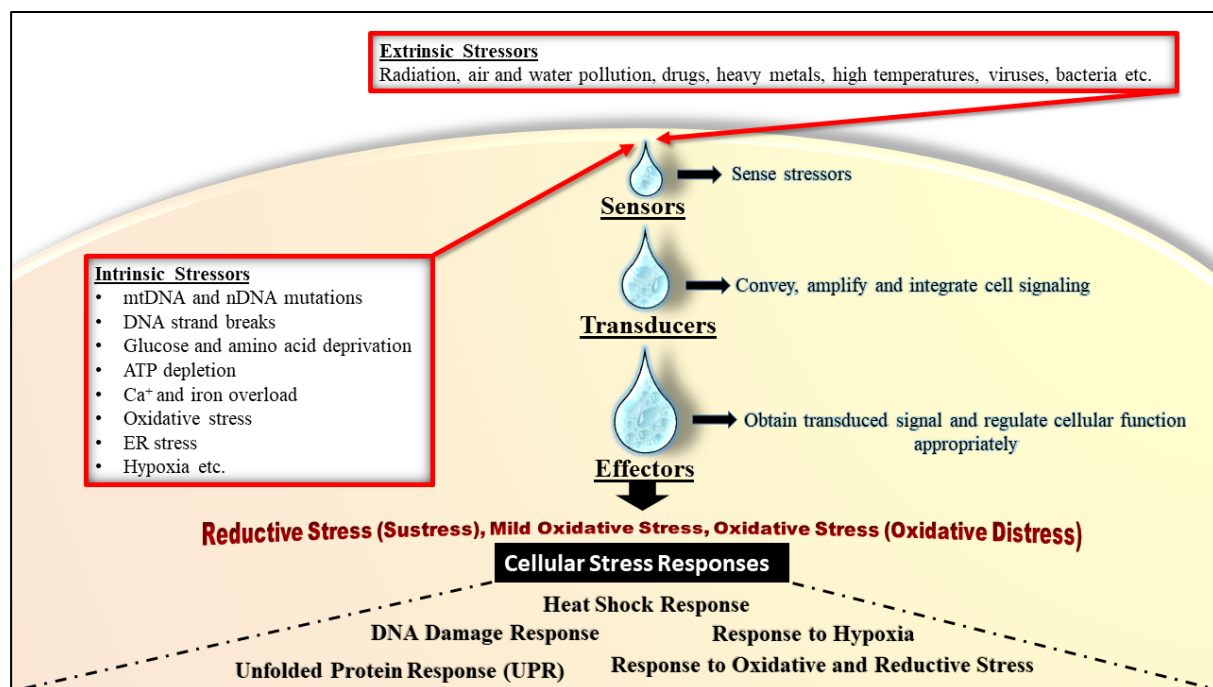 Extrinsic Stressors
Radiation, air and water pollution, drugs, heavy metals, high temperatures, viruses, bacteria etc.
Sense stressors
Sensors
Intrinsic Stressors
• mtDNA and nDNA mutations
• DNA strand breaks
• Glucose and amino acid deprivation
• ATP depletion
• Ca⁺ and iron overload
• Oxidative stress
• ER stress
• Hypoxia etc.
Convey, amplify and integrate cell signaling
Transducers
Obtain transduced signal and regulate cellular function
appropriately
Effectors
Reductive Stress (Sustress), Mild Oxidative Stress, Oxidative Stress (Oxidative Distress)
Cellular Stress Responses
Heat Shock Response
DNA Damage Response
Response to Hypoxia
Unfolded Protein Response (UPR)
Response to Oxidative and Reductive Stress